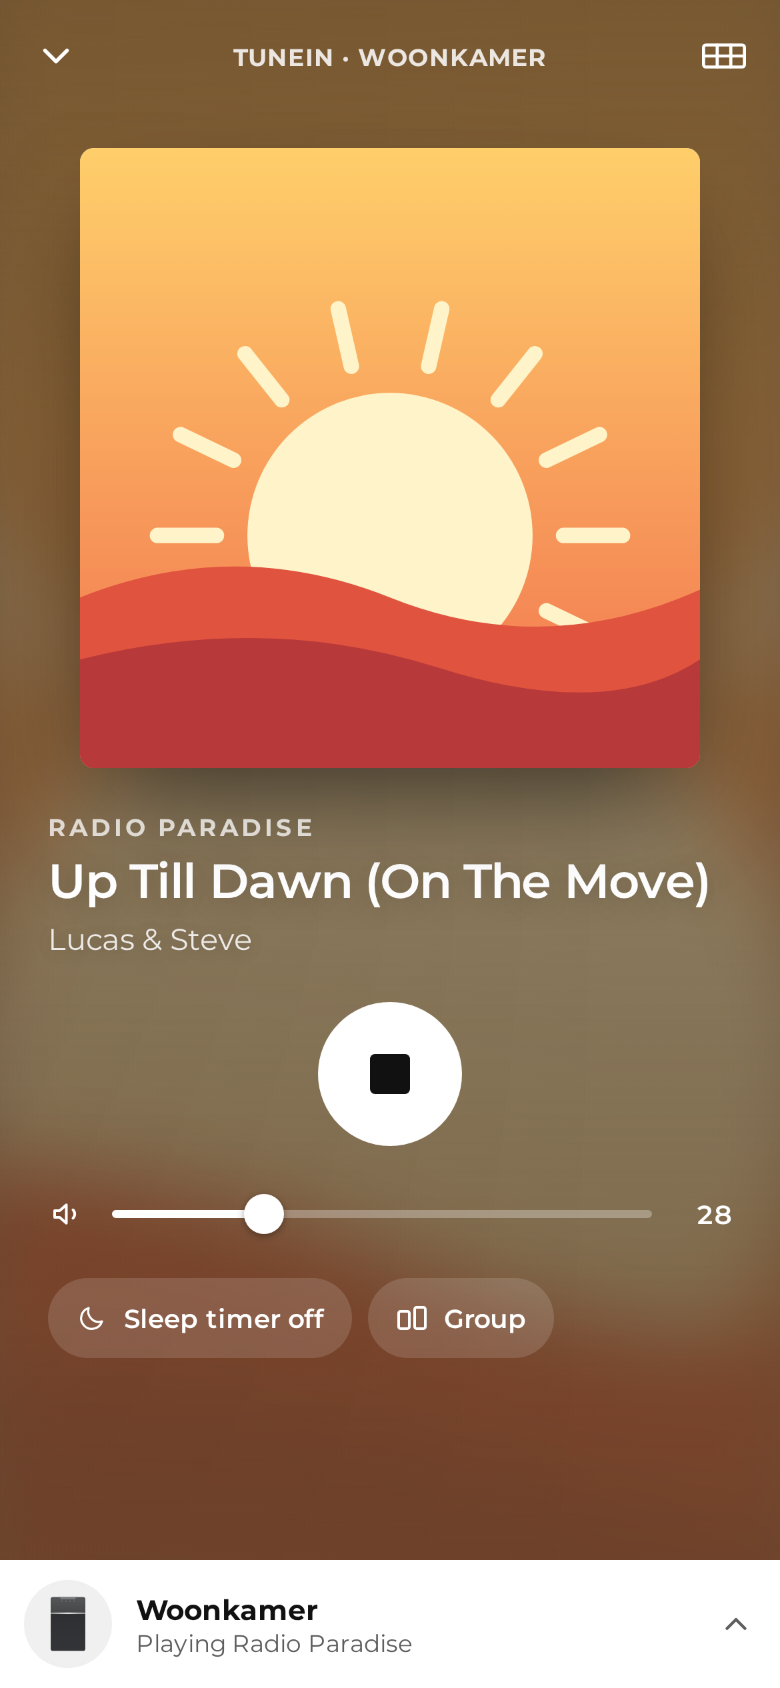 TUNEIN · WOONKAMER
RADIO PARADISE
Up Till Dawn (On The Move)
Lucas & Steve
28
Sleep timer off
Group
Woonkamer
Playing Radio Paradise